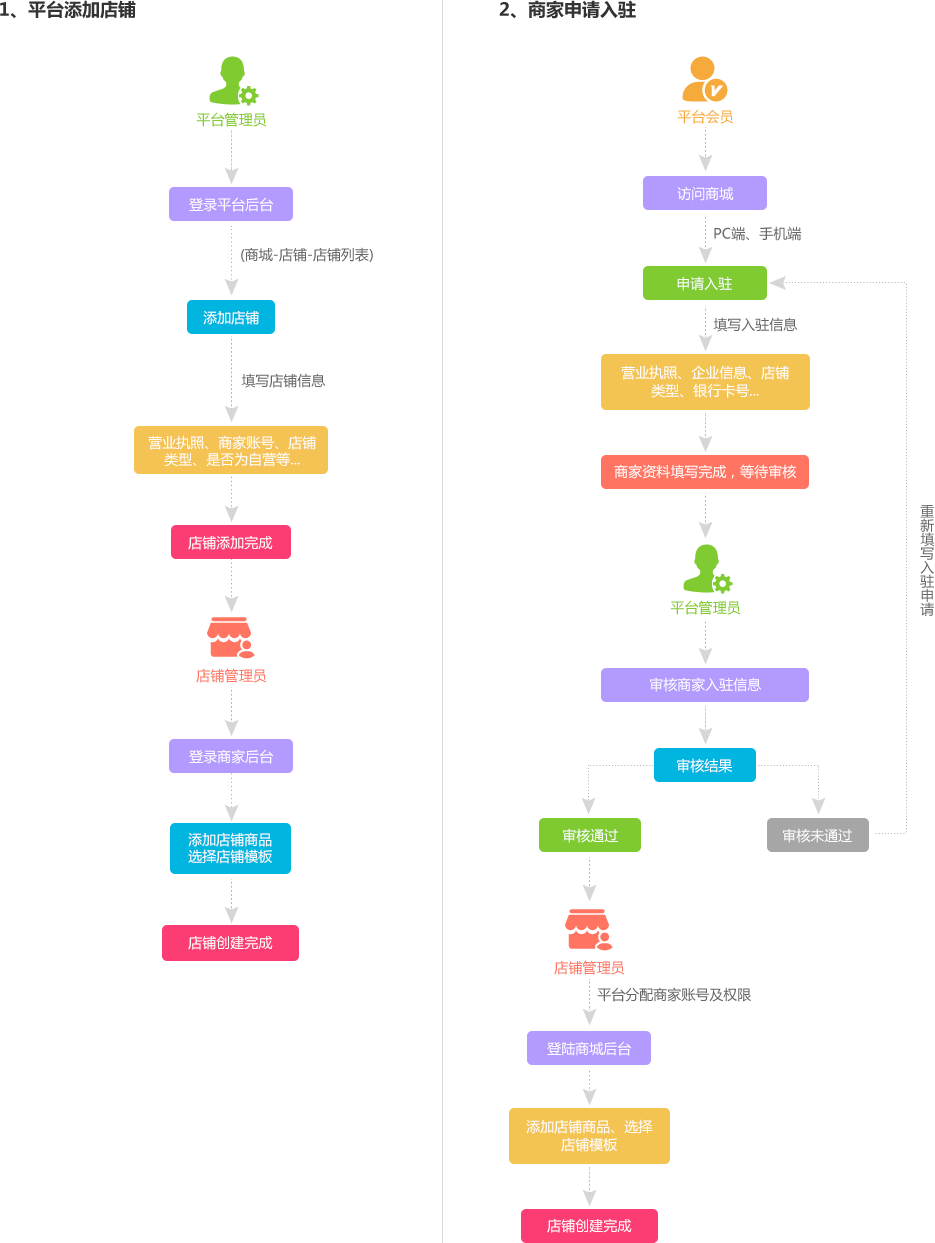 1、平台添加店铺
平台管理员
登录平台后台
(商城-店铺-店铺列表)
添加店铺
填写店铺信息
营业执照、商家账号、店铺
类型、是否为自营等...
店铺添加完成
店铺管理员
登录商家后台
添加店铺商品
选择店铺模板
店铺创建完成
2、商家申请入驻
平台会员
访问商城
PC端、手机端
申请入驻
填写入驻信息
营业执照、企业信息、店铺
类型、银行卡号...
商家资料填写完成，等待审核
平台管理员
审核商家入驻信息
审核结果
审核通过
审核未通过
重新填写入驻申请
店铺管理员
平台分配商家账号及权限
登陆商城后台
添加店铺商品、选择
店铺模板
店铺创建完成